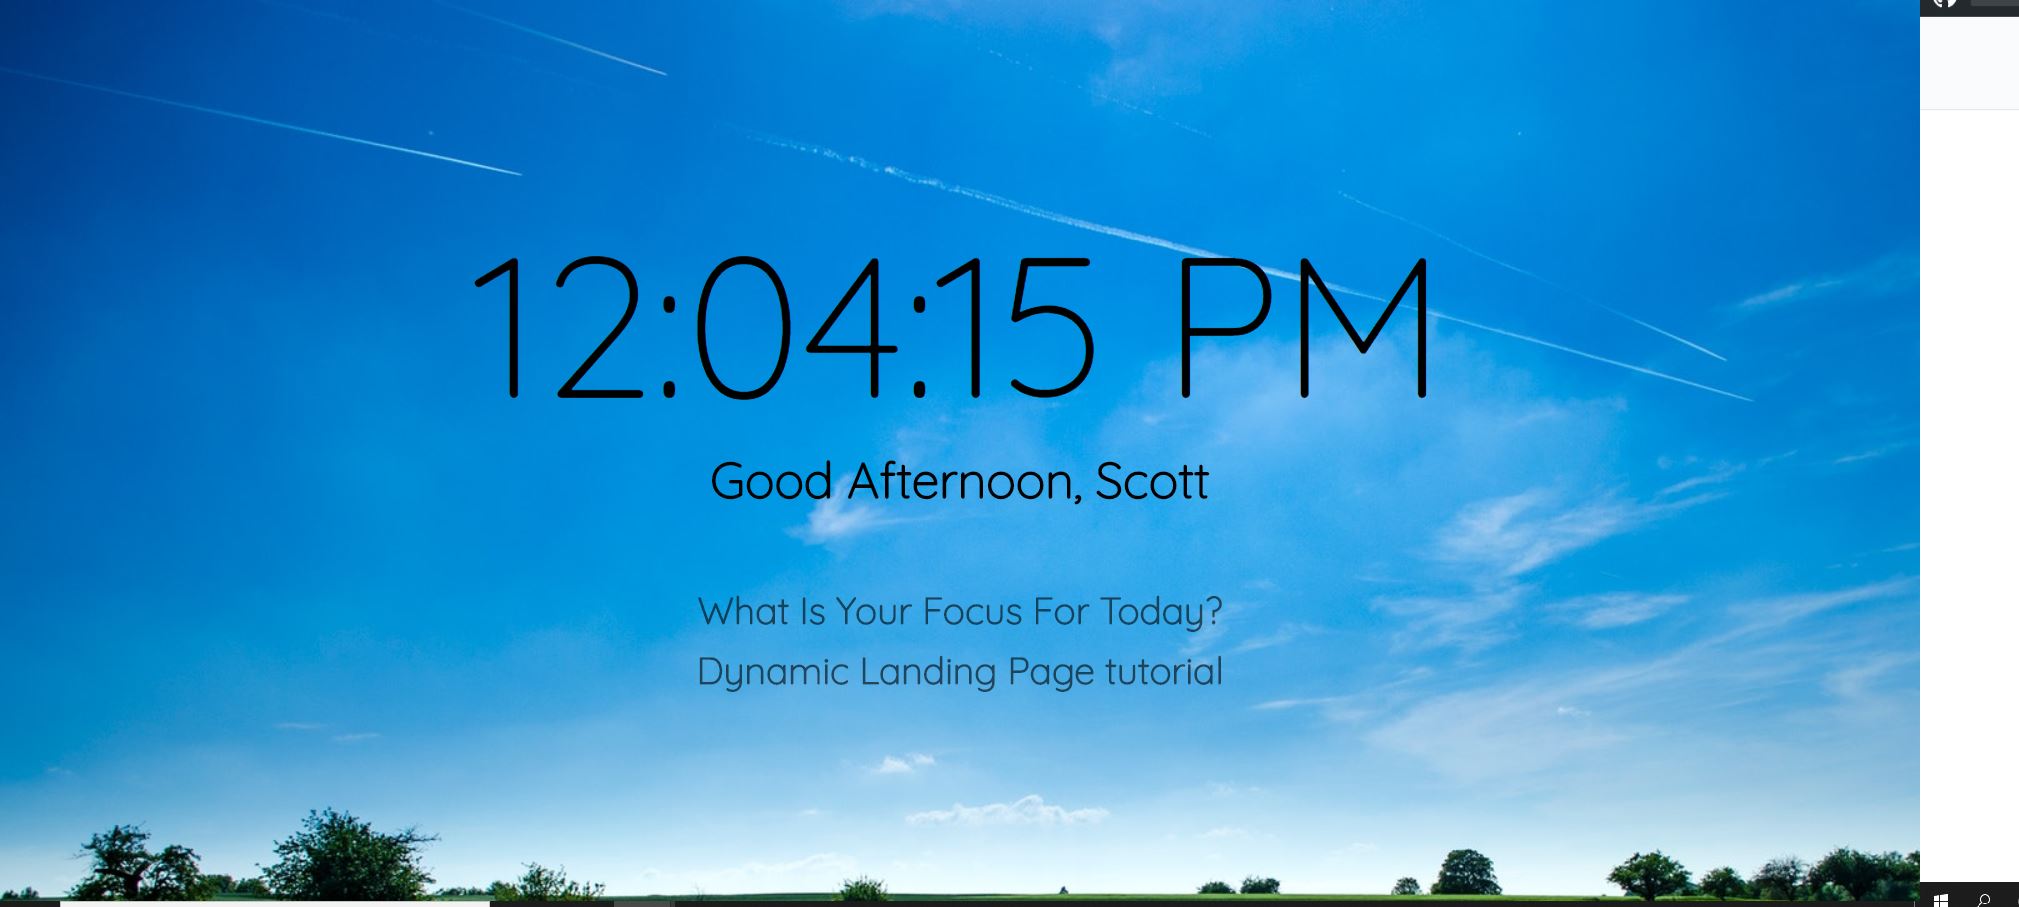 12:04:15 PM
Good Afternoon, Scott
What Is Your Focus For Today?
Dynamic Landing Page tutorial